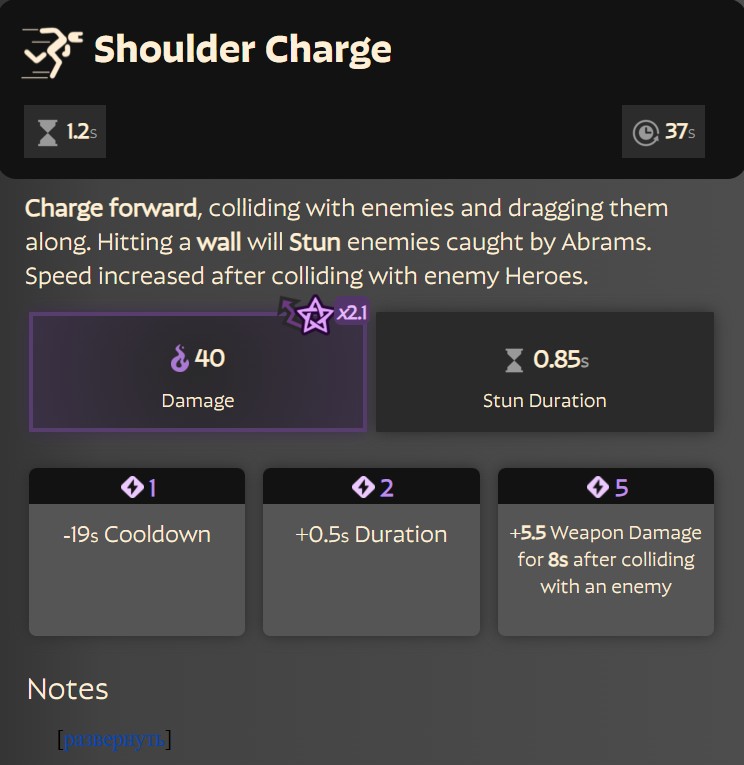 Shoulder Charge
1.2s 37s
Charge forward, colliding with enemies and dragging them
along. Hitting a wall will Stun enemies caught by Abrams.
Speed increased after colliding with enemy Heroes.
x2.1
40 0.85s
Damage Stun Duration
1 2 5
-19s Cooldown +0.5s Duration +5.5 Weapon Damage
for 8s after colliding
with an enemy
Notes
[развернуть]